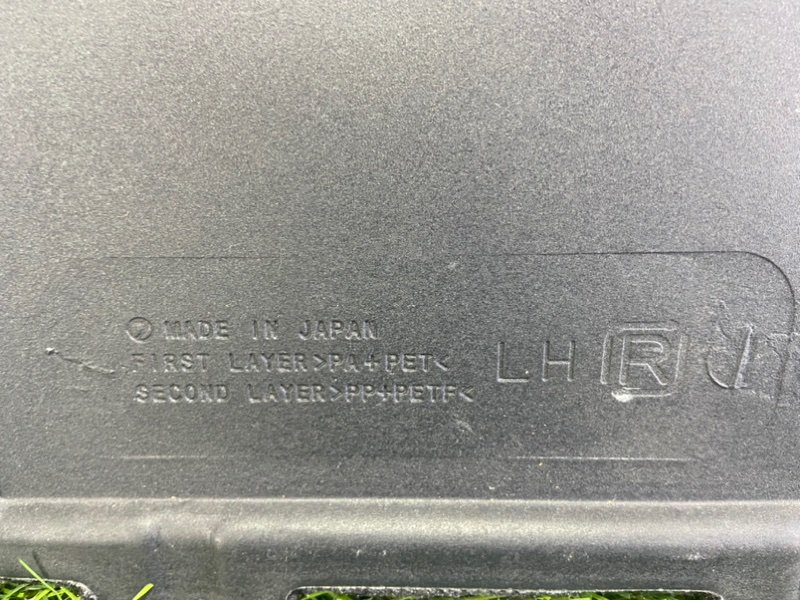 MADE IN JAPAN
FIRST LAYER>PA+PET<
SECOND LAYER>PP+PETF<
LH R